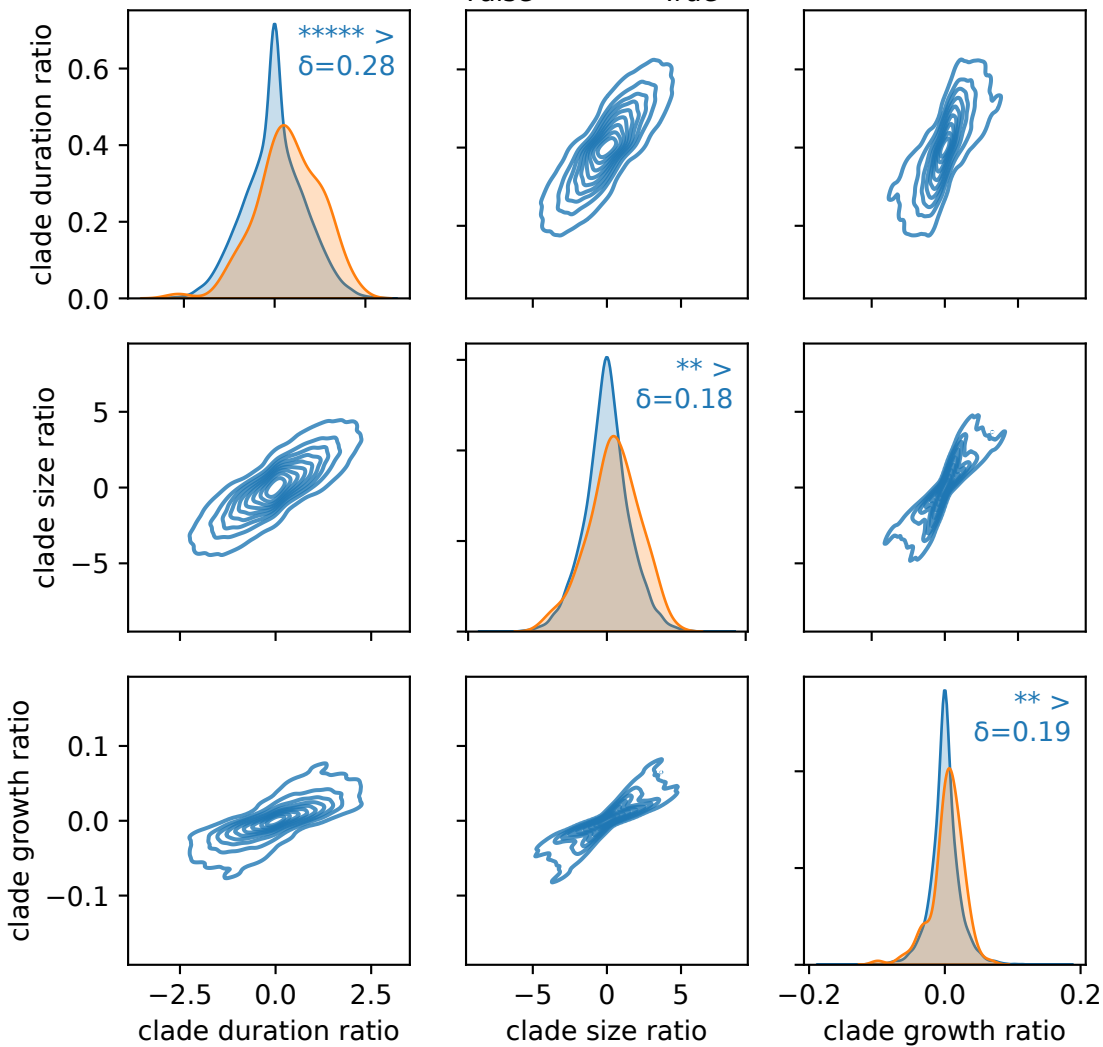 clade duration ratio
0.6
0.4
0.2
0.0
***** >
δ=0.28
clade size ratio
5
0
−5
** >
δ=0.18
clade growth ratio
0.1
0.0
−0.1
** >
δ=0.19
−2.5 0.0 2.5
−5 0 5
−0.2 0.0 0.2
clade duration ratio
clade size ratio
clade growth ratio